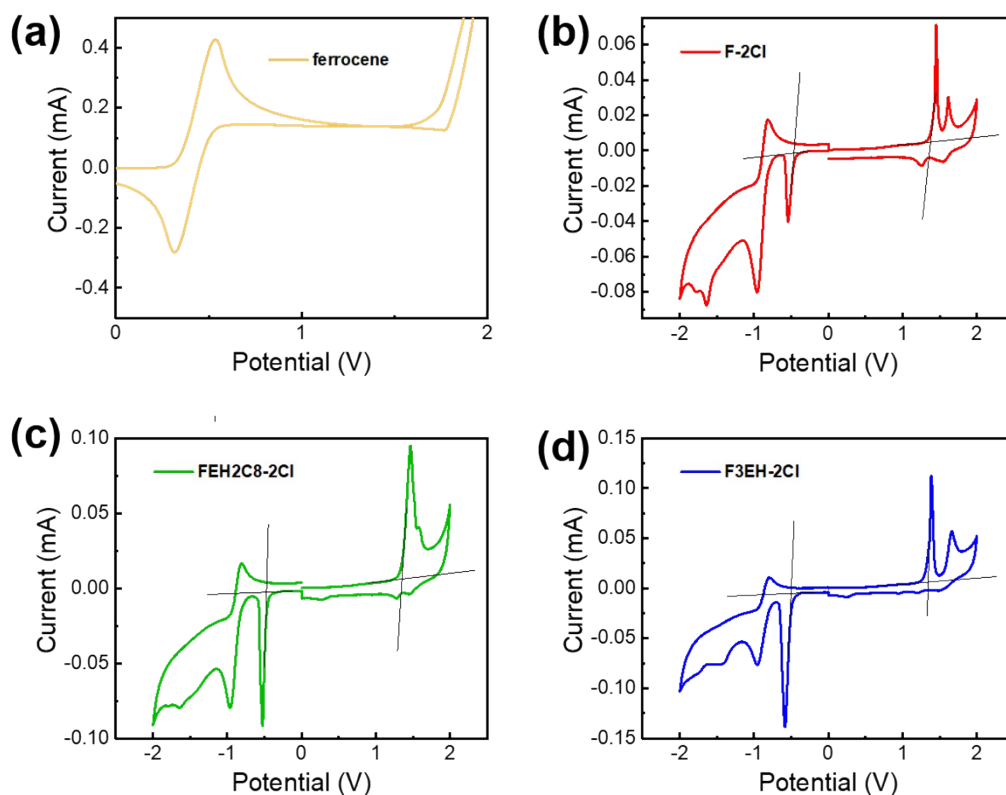 (a)
ferrocene
Current (mA)
0.4
0.2
0.0
-0.2
-0.4
0
1
2
Potential (V)
(b)
F-2Cl
Current (mA)
0.06
0.04
0.02
0.00
-0.02
-0.04
-0.06
-0.08
-2
-1
0
1
2
Potential (V)
(c)
FEH2C8-2Cl
Current (mA)
0.10
0.05
0.00
-0.05
-0.10
-2
-1
0
1
2
Potential (V)
(d)
F3EH-2Cl
Current (mA)
0.15
0.10
0.05
0.00
-0.05
-0.10
-0.15
-2
-1
0
1
2
Potential (V)